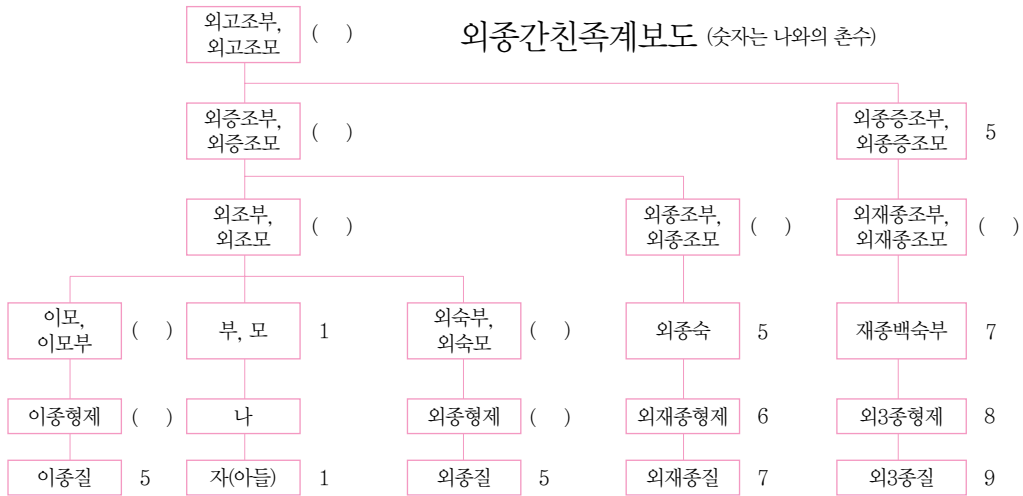 외종간친족계보도 (숫자는 나와의 촌수)
외고조부,
외고조모
(  )
외증조부,
외증조모
(  )
외종증조부,
외종증조모
5
외조부,
외조모
(  )
외종조부,
외종조모
(  )
외재종조부,
외재종조모
(  )
이모,
이모부
(  )
부, 모
1
외숙부,
외숙모
(  )
외종숙
5
재종백숙부
7
이종형제
(  )
나
외종형제
(  )
외재종형제
6
외3종형제
8
이종질
5
자(아들)
1
외종질
5
외재종질
7
외3종질
9